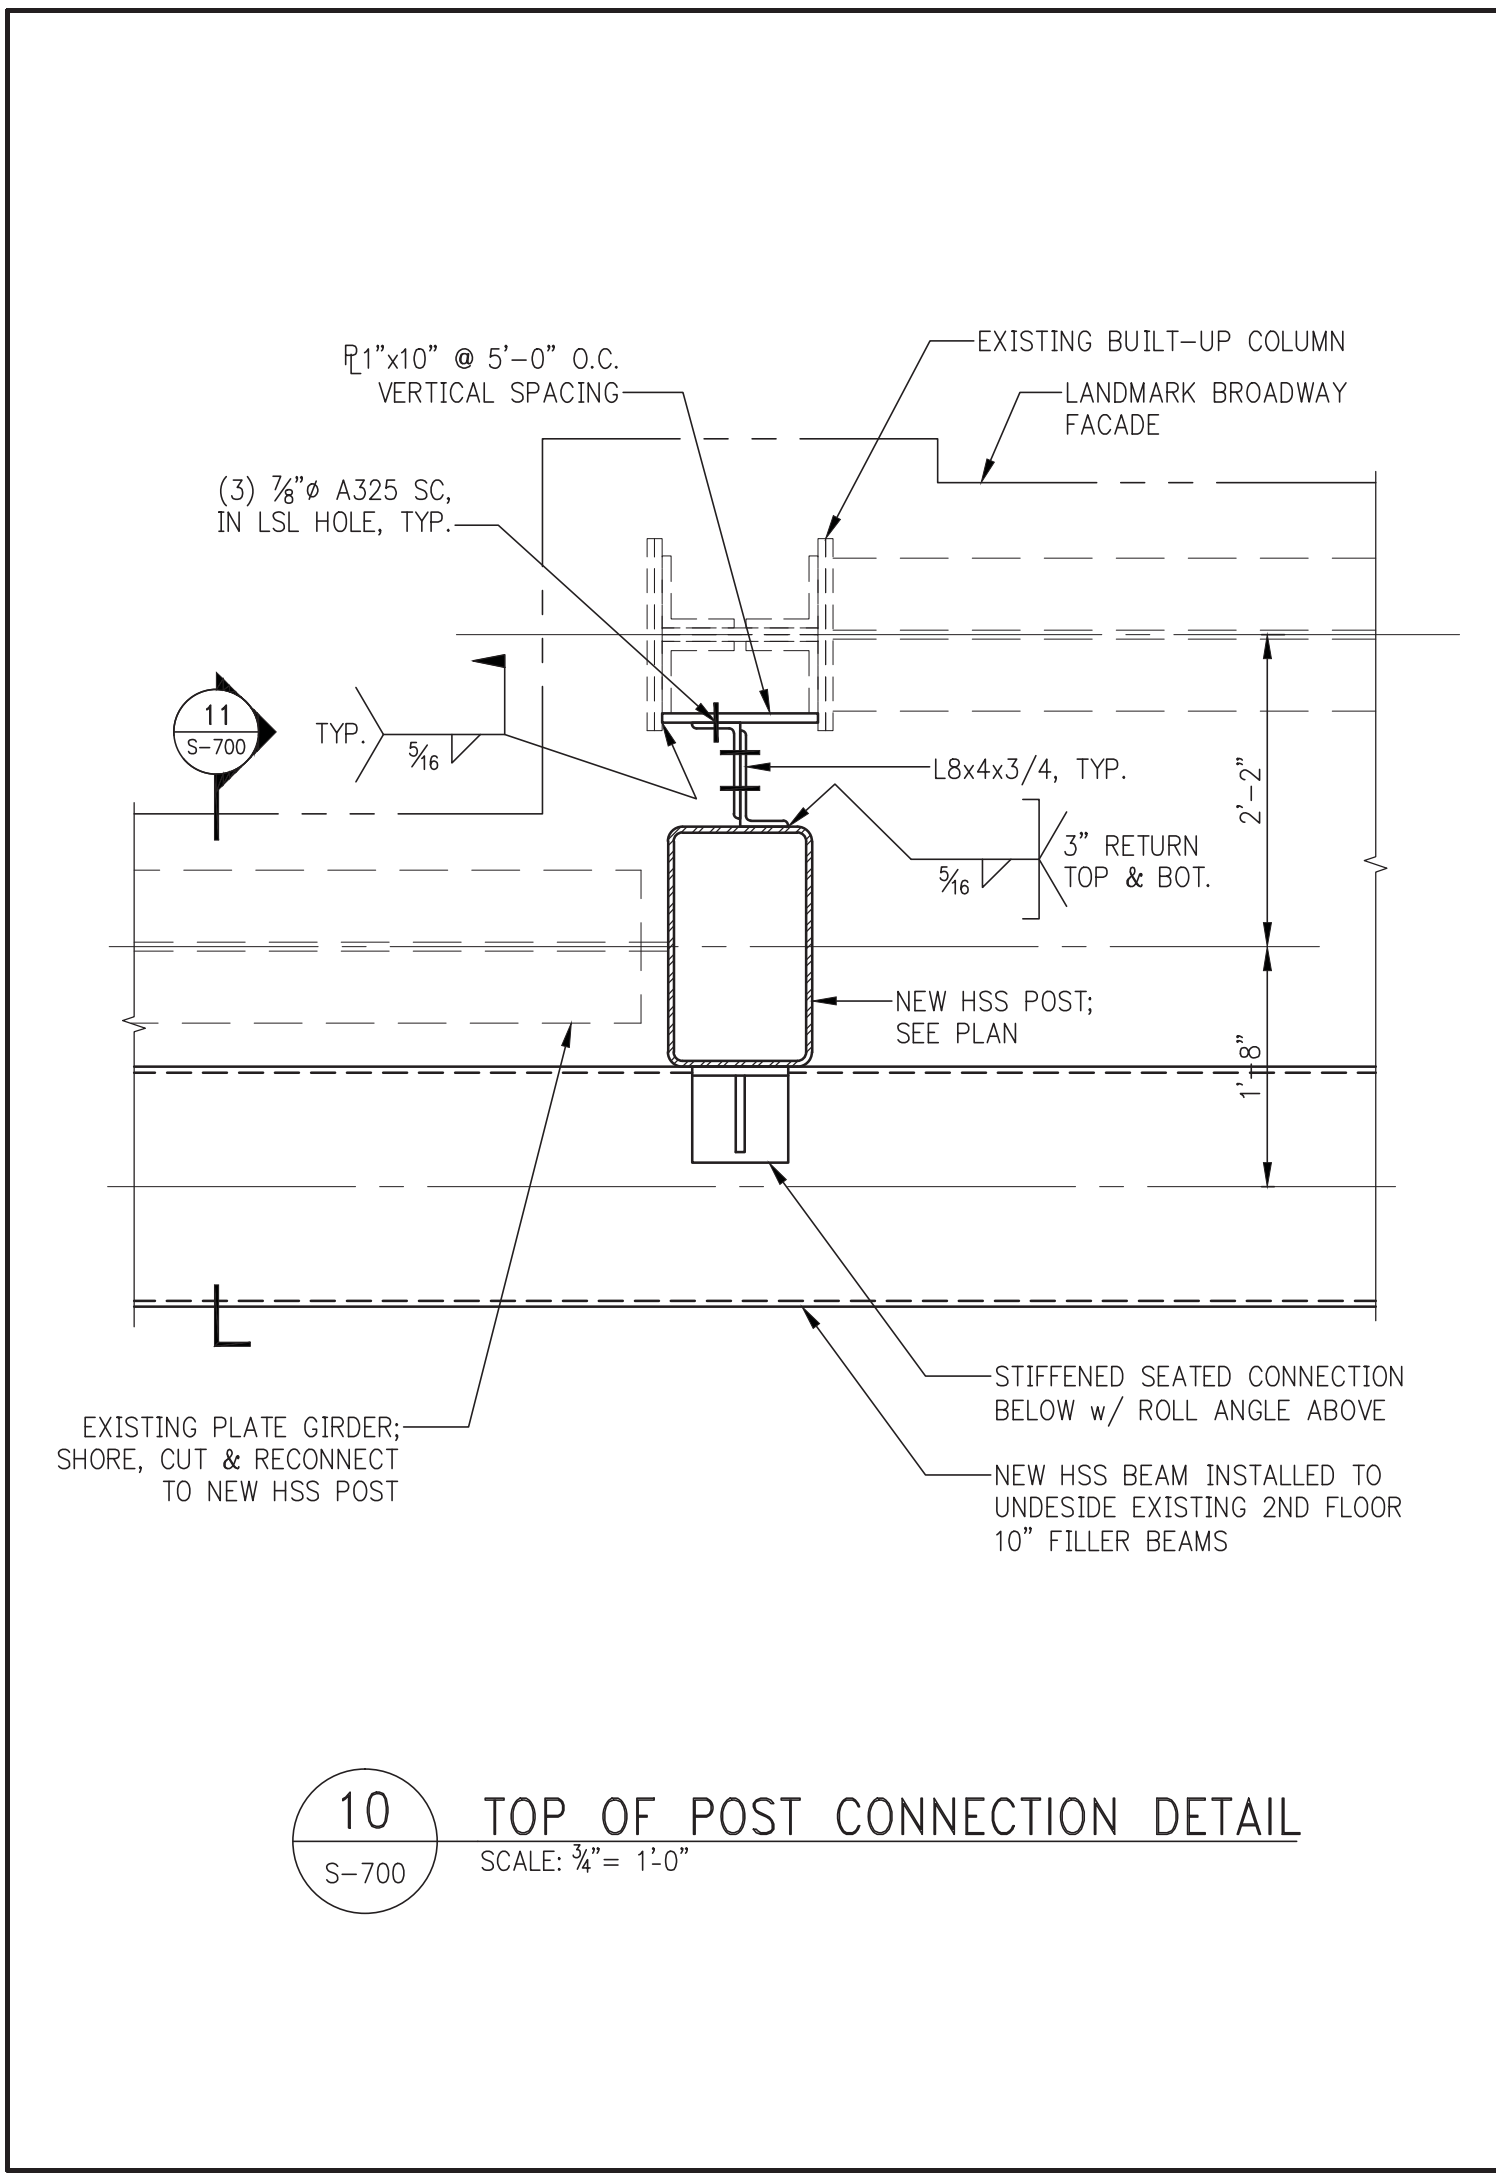 EXISTING BUILT-UP COLUMN
℄1"x10" @ 5'-0" O.C.
VERTICAL SPACING
LANDMARK BROADWAY
FACADE
(3) ⅞"ø A325 SC,
IN LSL HOLE, TYP.
11
S-700
TYP.
5/16
L8x4x3/4, TYP.
2'-2"
3" RETURN
TOP & BOT.
5/16
NEW HSS POST;
SEE PLAN
1'-8"
STIFFENED SEATED CONNECTION
BELOW w/ ROLL ANGLE ABOVE
EXISTING PLATE GIRDER;
SHORE, CUT & RECONNECT
TO NEW HSS POST
NEW HSS BEAM INSTALLED TO
UNDESIDE EXISTING 2ND FLOOR
10" FILLER BEAMS
10
S-700
TOP OF POST CONNECTION DETAIL
SCALE: ¾"= 1'-0"